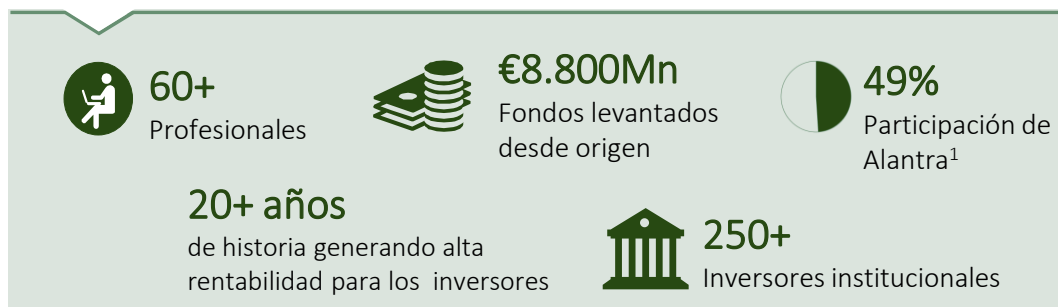 60+
Profesionales
€8.800Mn
Fondos levantados
desde origen
49%
Participación de
Alantra¹
20+ años
de historia generando alta
rentabilidad para los inversores
250+
Inversores institucionales